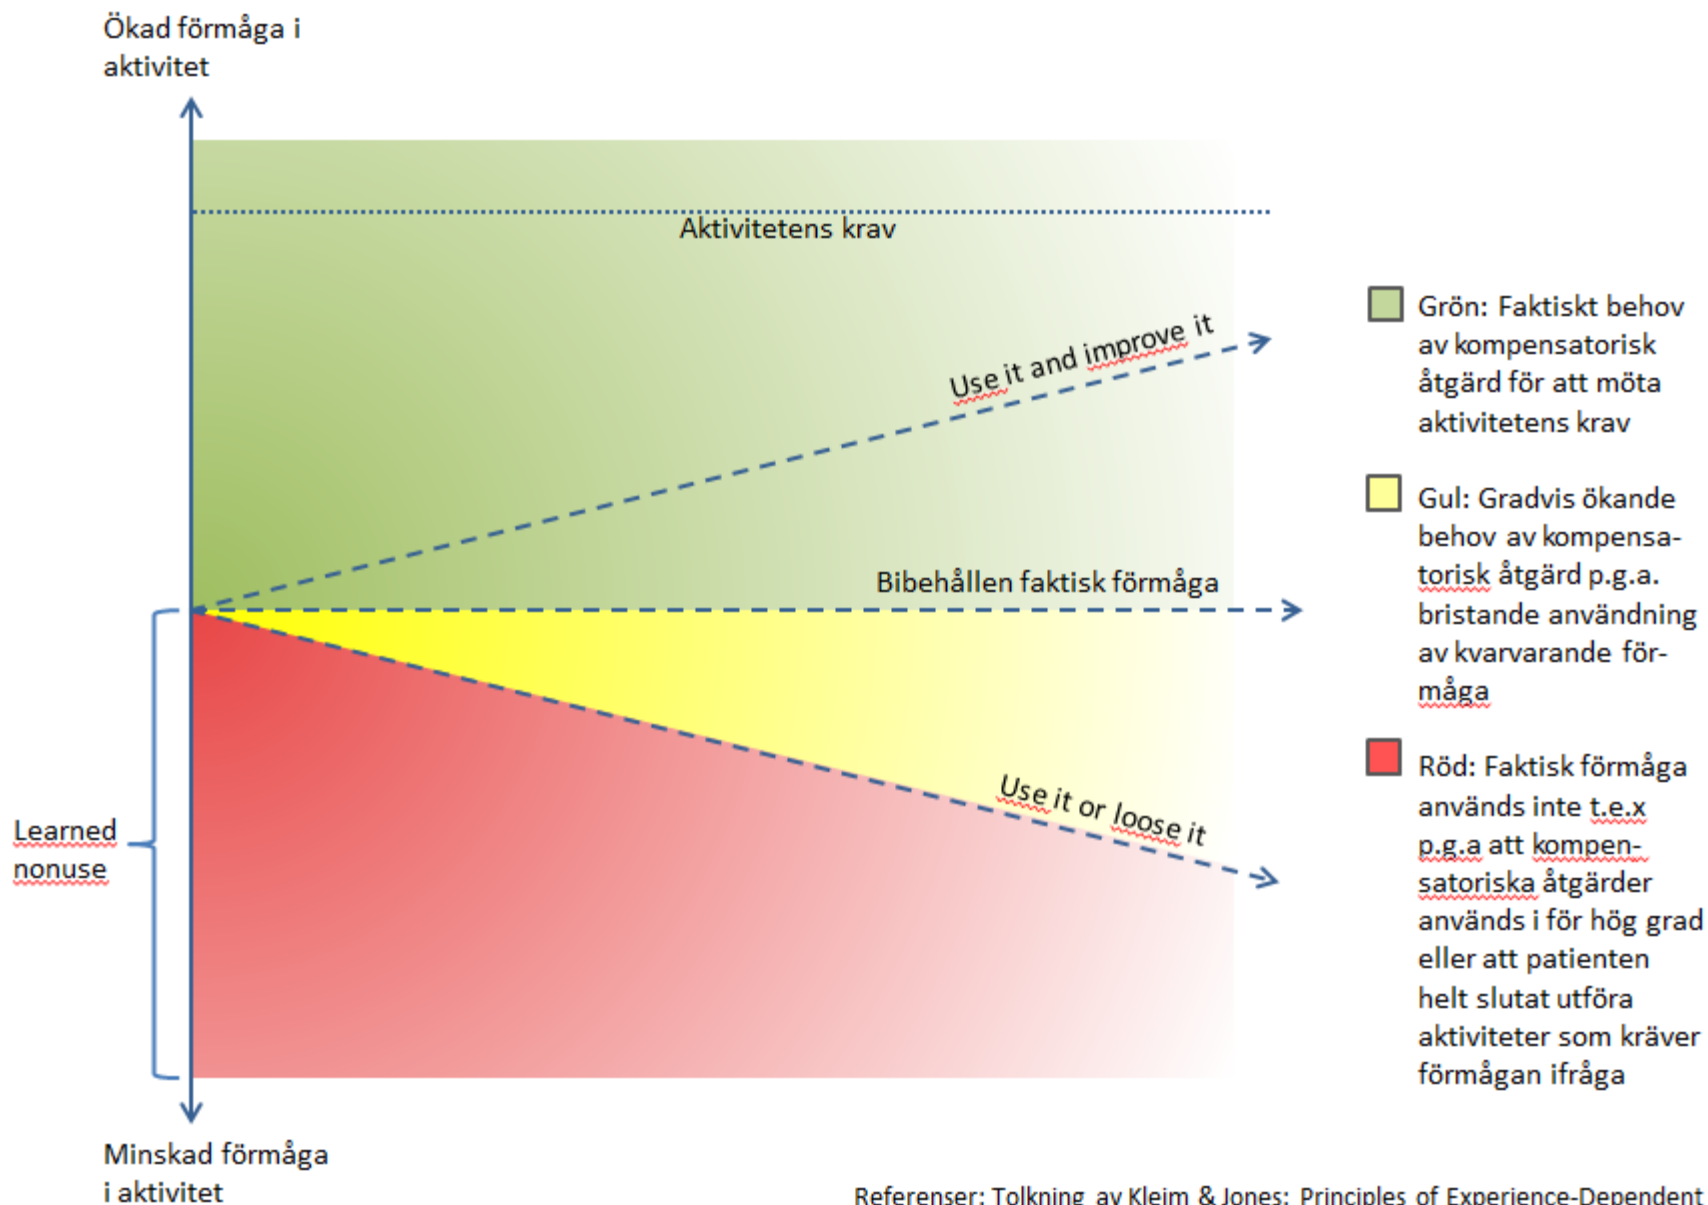 Ökad förmåga i
aktivitet
Aktivitetens krav
Use it and improve it
Bibehållen faktisk förmåga
Use it or loose it
Learned
nonuse
Minskad förmåga
i aktivitet
Grön: Faktiskt behov
av kompensatorisk
åtgärd för att möta
aktivitetens krav
Gul: Gradvis ökande
behov av kompensa-
torisk åtgärd p.g.a.
bristande användning
av kvarvarande för-
måga
Röd: Faktisk förmåga
används inte t.e.x
p.g.a att kompen-
satoriska åtgärder
används i för hög grad
eller att patienten
helt slutat utföra
aktiviteter som kräver
förmågan ifråga
Referenser: Tolkning av Kleim & Jones: Principles of Experience-Dependent